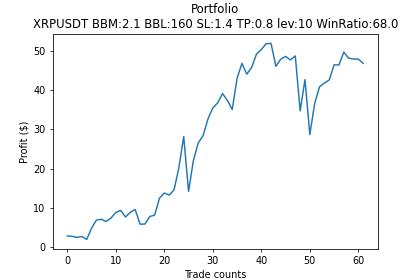 Portfolio
XRPUSDT BBM:2.1 BBL:160 SL:1.4 TP:0.8 lev:10 WinRatio:68.0
50
40
30
20
10
0
Profit ($)
0 10 20 30 40 50 60
Trade counts